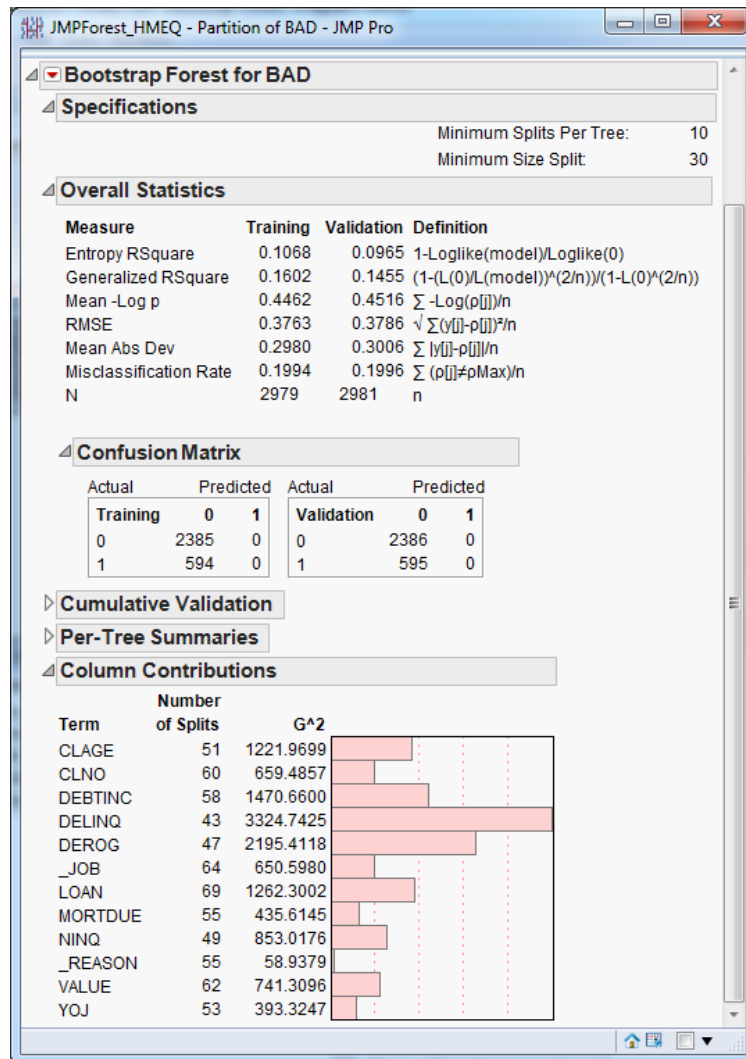 JMPForest_HMEQ - Partition of BAD - JMP Pro
Bootstrap Forest for BAD
Specifications
Minimum Splits Per Tree: 10
Minimum Size Split: 30
Overall Statistics
Measure Training Validation Definition
Entropy RSquare 0.1068 0.0965 1-Loglike(model)/Loglike(0)
Generalized RSquare 0.1602 0.1455 (1-(L(0)/L(model))^(2/n))/(1-L(0)^(2/n))
Mean -Log p 0.4462 0.4516 ∑ -Log(ρ[j])/n
RMSE 0.3763 0.3786 √ ∑(y[j]-ρ[j])²/n
Mean Abs Dev 0.2980 0.3006 ∑ |y[j]-ρ[j]|/n
Misclassification Rate 0.1994 0.1996 ∑ (ρ[j]≠ρMax)/n
N 2979 2981 n
Confusion Matrix
Actual Predicted Actual Predicted
Training 0 1 Validation 0 1
0 2385 0 0 2386 0
1 594 0 1 595 0
Cumulative Validation
Per-Tree Summaries
Column Contributions
Number
Term of Splits G^2
CLAGE 51 1221.9699
CLNO 60 659.4857
DEBTINC 58 1470.6600
DELINQ 43 3324.7425
DEROG 47 2195.4118
_JOB 64 650.5980
LOAN 69 1262.3002
MORTDUE 55 435.6145
NINQ 49 853.0176
_REASON 55 58.9379
VALUE 62 741.3096
YOJ 53 393.3247